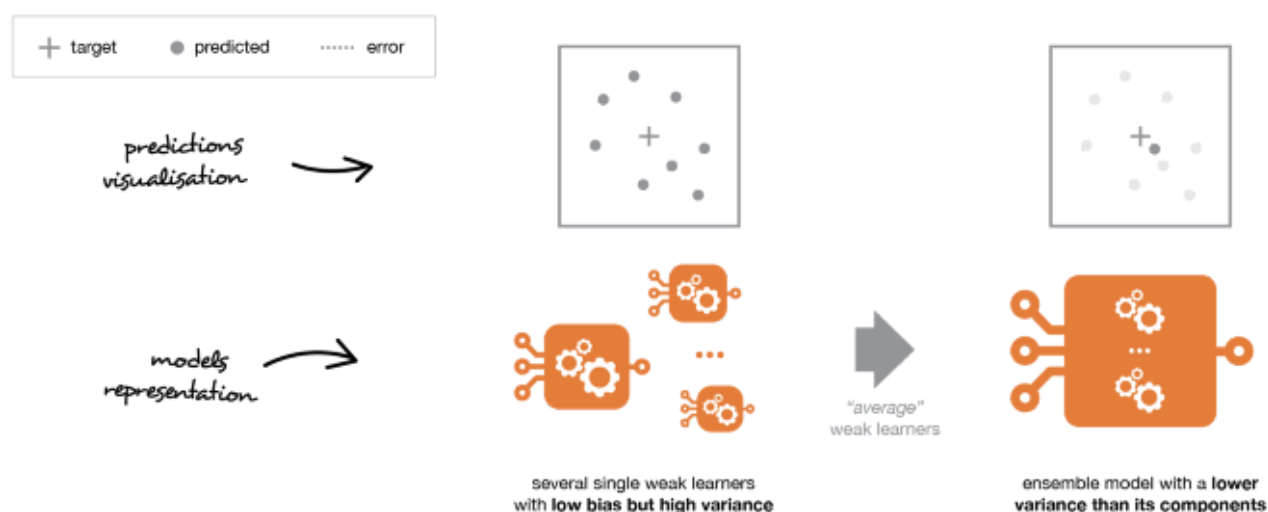 target
predicted
error
predictions
visualisation
models
representation
"average"
weak learners
several single weak learners
with low bias but high variance
ensemble model with a lower
variance than its components